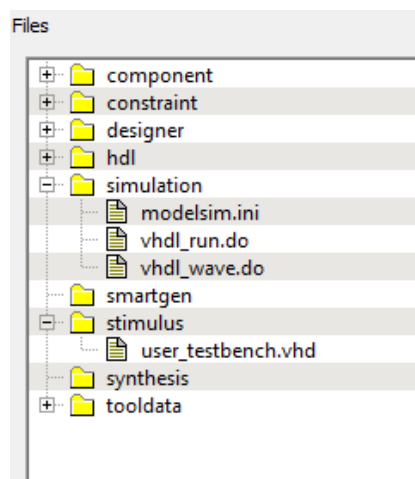 Files
component
constraint
designer
hdl
simulation
modelsim.ini
vhdl_run.do
vhdl_wave.do
smartgen
stimulus
user_testbench.vhd
synthesis
tooldata